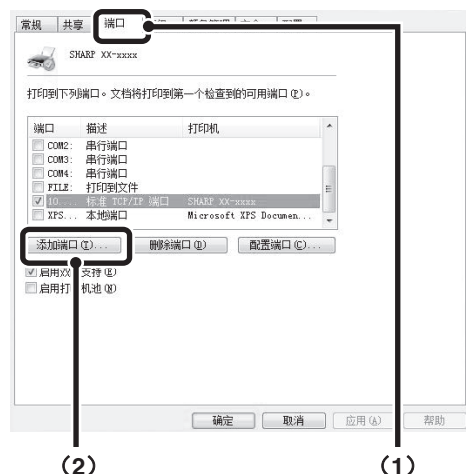 常规 共享 端口
SHARP XX-xxxx
打印到下列端口。文档将打印到第一个检查到的可用端口(P)。
端口 描述 打印机
COM2: 串行端口
COM3: 串行端口
COM4: 串行端口
FILE: 打印到文件
10... 标准 TCP/IP 端口 SHARP XX-xxxx
XPS... 本地端口 Microsoft XPS Documen...
添加端口(T)... 删除端口(D) 配置端口(C)...
启用双 支持(E)
启用打 机池(N)
确定 取消 应用(A) 帮助
(2) (1)